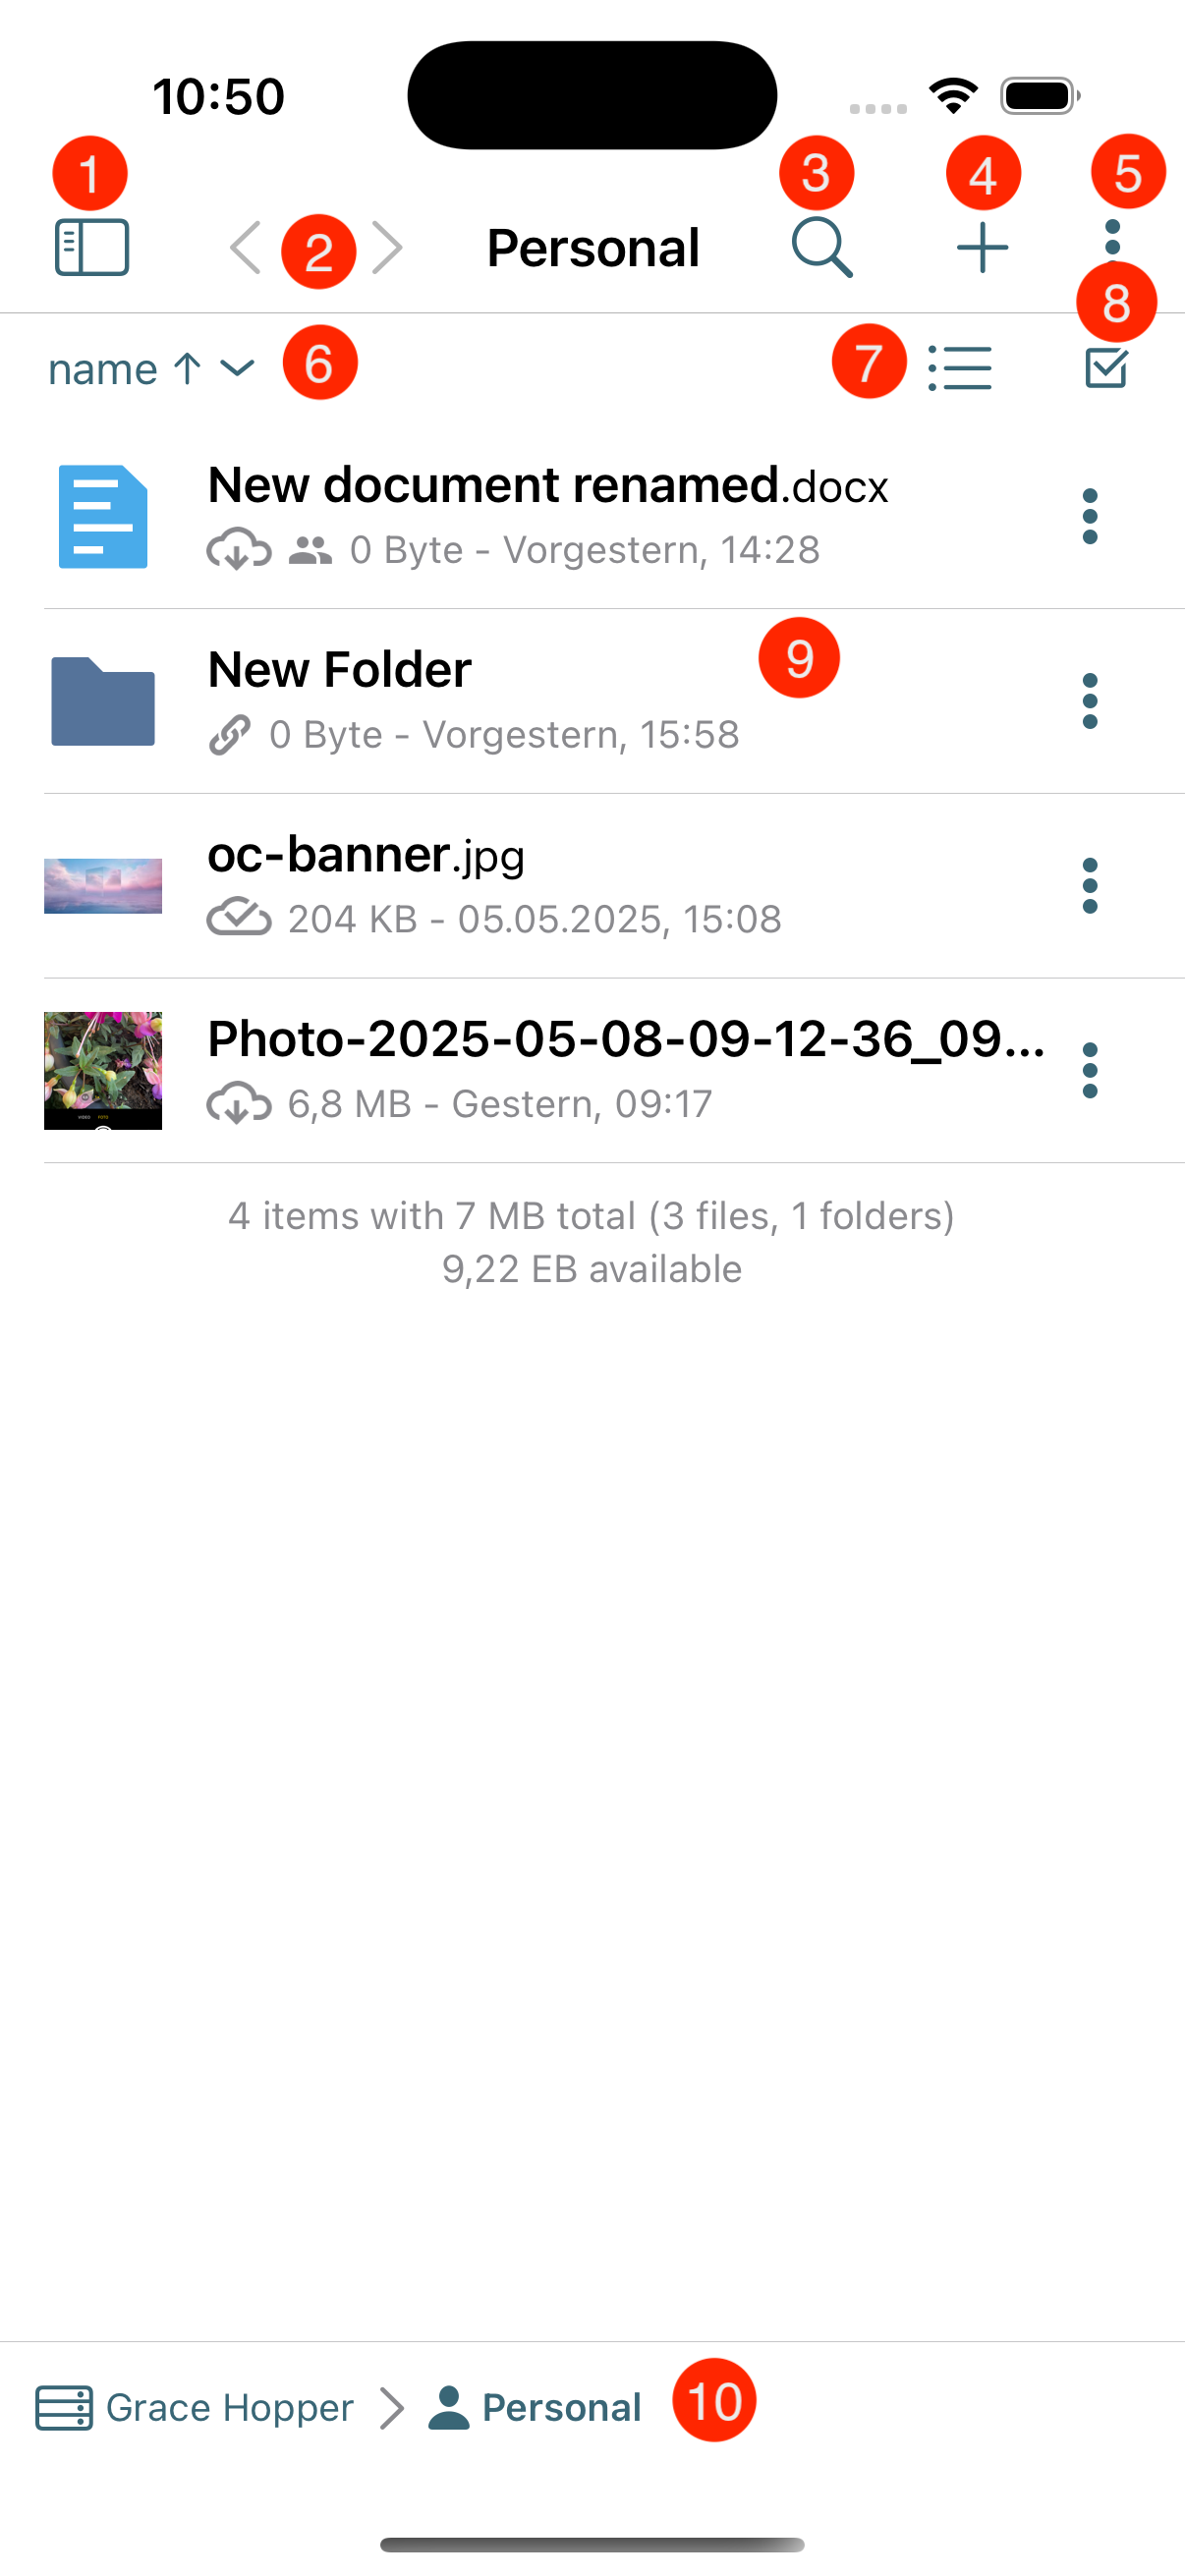 10:50
1
3
4
5
2
Personal
8
name
6
7
New document renamed.docx
0 Byte - Vorgestern, 14:28
New Folder
9
0 Byte - Vorgestern, 15:58
oc-banner.jpg
204 KB - 05.05.2025, 15:08
Photo-2025-05-08-09-12-36_09...
6,8 MB - Gestern, 09:17
4 items with 7 MB total (3 files, 1 folders)
9,22 EB available
Grace Hopper
Personal
10